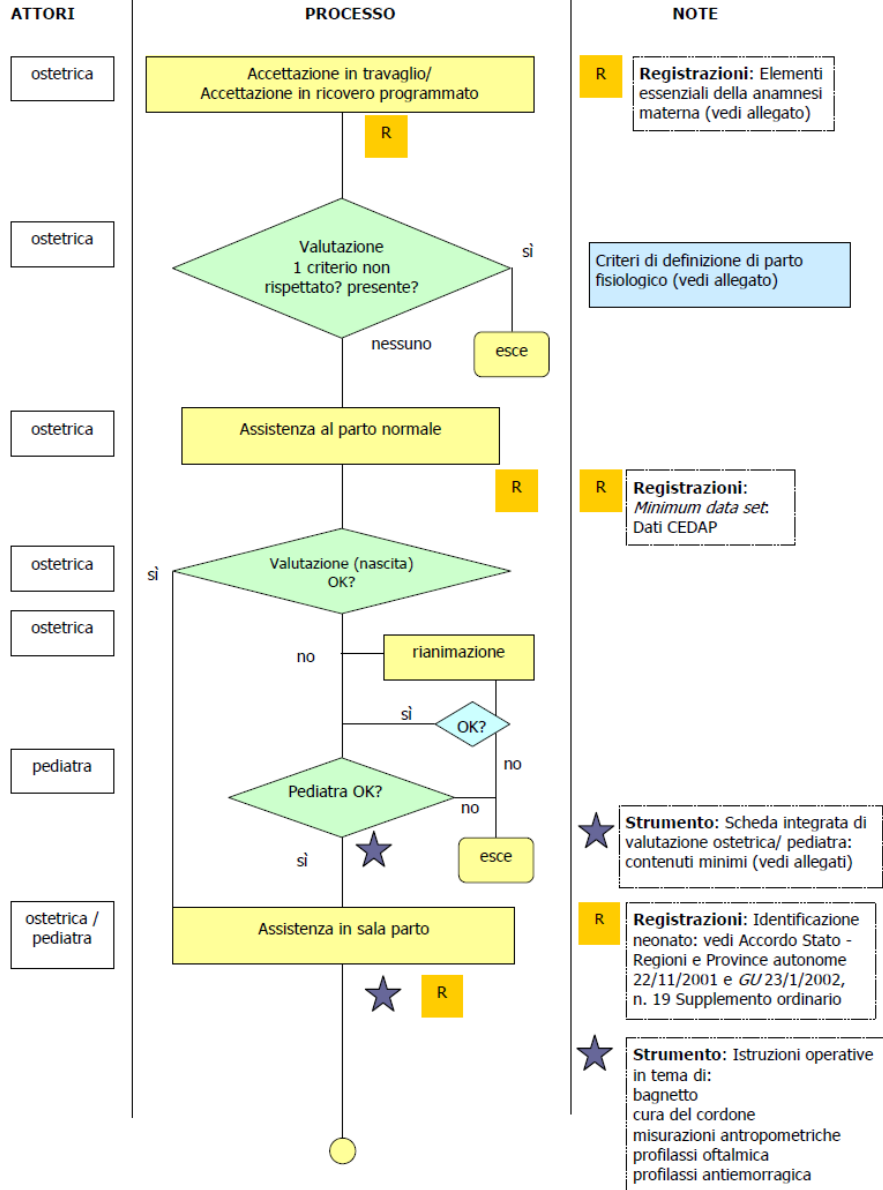 ATTORI
PROCESSO
NOTE
ostetrica
Accettazione in travaglio/
Accettazione in ricovero programmato
R
R
Registrazioni: Elementi
essenziali della anamnesi
materna (vedi allegato)
ostetrica
Valutazione
1 criterio non
rispettato? presente?
sì
nessuno
esce
Criteri di definizione di parto
fisiologico (vedi allegato)
ostetrica
Assistenza al parto normale
R
R
Registrazioni:
Minimum data set:
Dati CEDAP
ostetrica
Valutazione (nascita)
OK?
sì
ostetrica
no
rianimazione
sì
OK?
no
pediatra
Pediatra OK?
no
sì
esce
Strumento: Scheda integrata di
valutazione ostetrica/ pediatra:
contenuti minimi (vedi allegati)
ostetrica /
pediatra
Assistenza in sala parto
R
R
Registrazioni: Identificazione
neonato: vedi Accordo Stato -
Regioni e Province autonome
22/11/2001 e GU 23/1/2002,
n. 19 Supplemento ordinario
Strumento: Istruzioni operative
in tema di:
bagnetto
cura del cordone
misurazioni antropometriche
profilassi oftalmica
profilassi antiemorragica